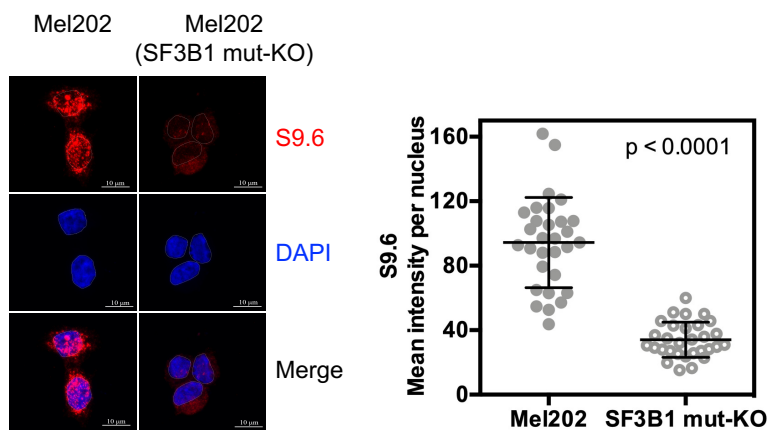 Mel202
Mel202
(SF3B1 mut-KO)
S9.6
10 μm
10 μm
DAPI
10 μm
10 μm
Merge
10 μm
10 μm
S9.6
Mean intensity per nucleus
160
120
80
40
0
p < 0.0001
Mel202
SF3B1 mut-KO